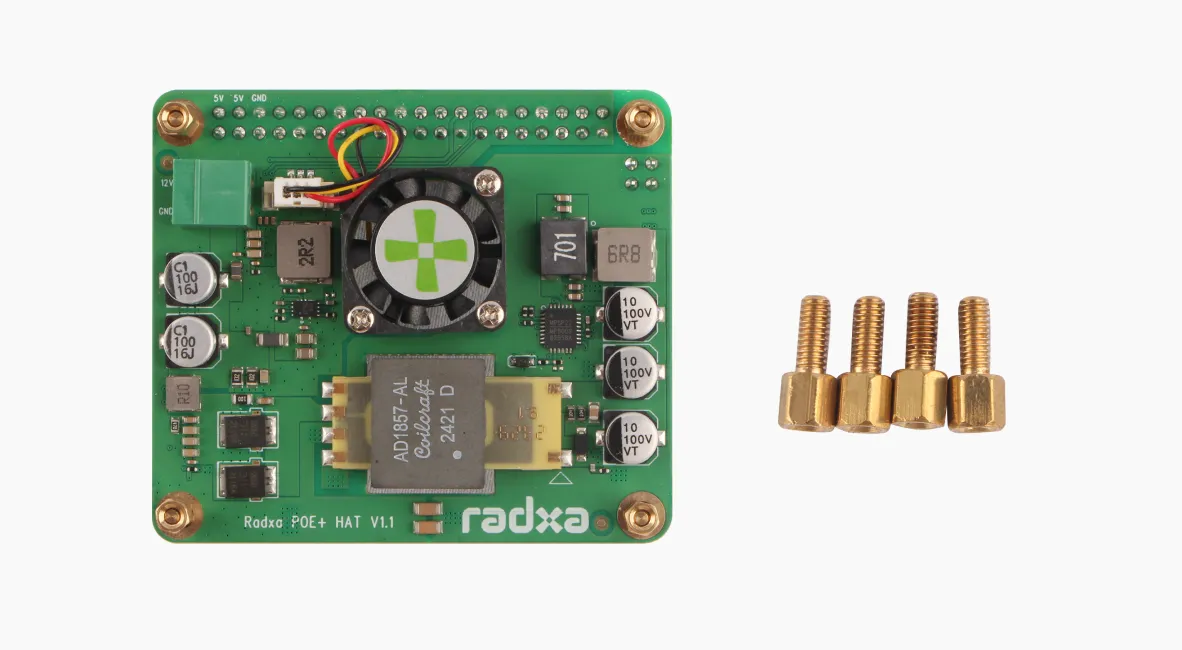 5V 5V GND
12V
GND
2R2
701
6R8
C1
100
16J
C1
100
16J
10
100V
VT
10
100V
VT
10
100V
VT
R10
AD1857-AL
Coilcraft
2421 D
Radxa POE+ HAT V1.1
radxa